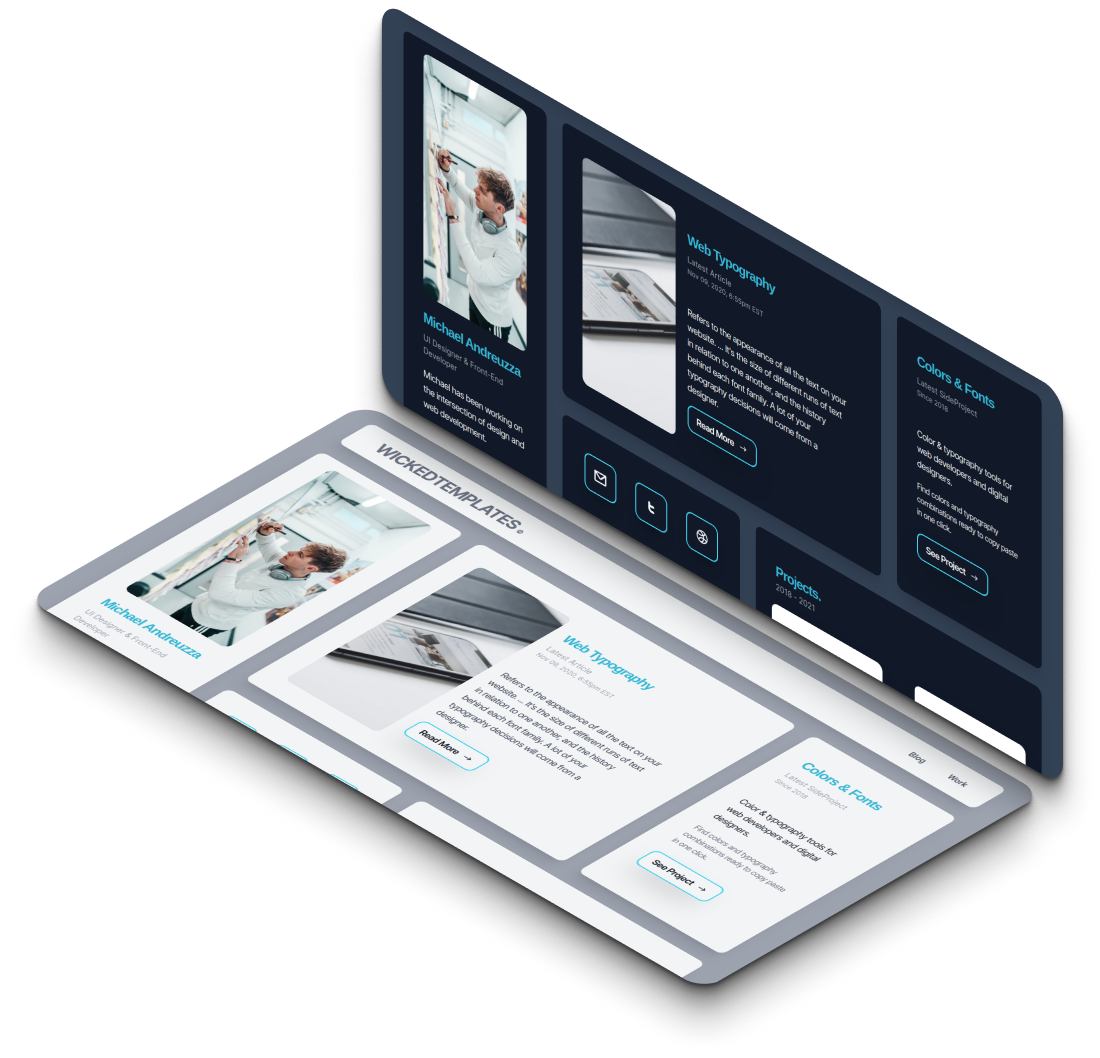 Michael Andreuzza
UI Designer & Front-End
Developer
Michael has been working on
the intersection of design and
web development.
Web Typography
Latest Article
Nov 09, 2020, 6:55pm EST
Refers to the appearance of all the text on your
website. ... It's the size of different runs of text
in relation to one another, and the history
behind each font family. A lot of your
typography decisions will come from a
designer.
Read More →
Colors & Fonts
Latest SideProject
Since 2018
Color & typography tools for
web developers and digital
designers.
Find colors and typography
combinations ready to copy paste
in one click.
See Project →
Projects.
2018 - 2021
WICKEDTEMPLATES
Blog
Work
Michael Andreuzza
UI Designer & Front-End
Developer
Web Typography
Latest Article
Nov 09, 2020, 6:55pm EST
Refers to the appearance of all the text on your
website. ... It's the size of different runs of text
in relation to one another, and the history
behind each font family. A lot of your
typography decisions will come from a
designer.
Read More →
Colors & Fonts
Latest SideProject
Since 2018
Color & typography tools for
web developers and digital
designers.
Find colors and typography
combinations ready to copy paste
in one click.
See Project →